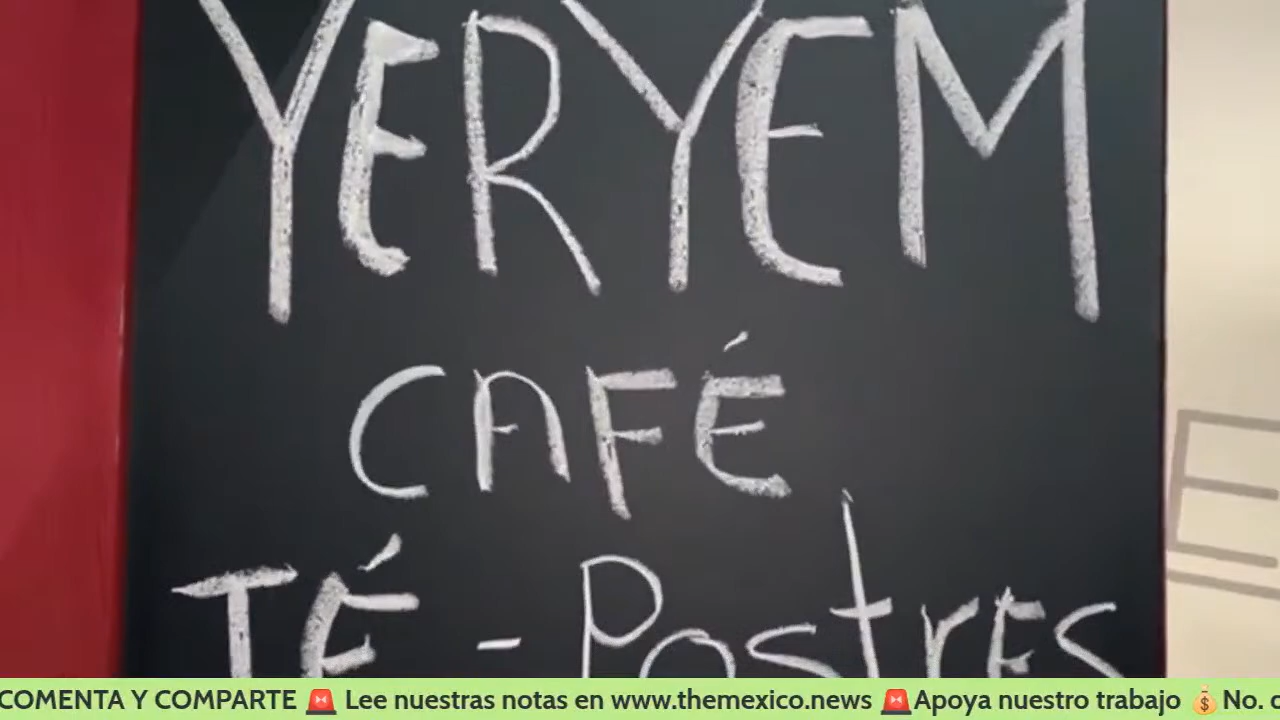 YERYEM
CAFÉ
TÉ - Postres
COMENTA Y COMPARTE 🚨 Lee nuestras notas en www.themexico.news 🚨Apoya nuestro trabajo 💰No.